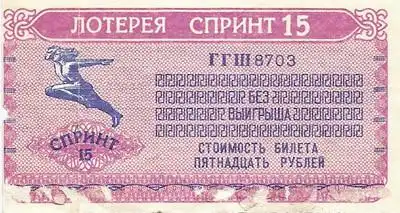 ЛОТЕРЕЯ СПРИНТ 15
ГГШ 8703
БЕЗ
ВЫИГРЫША
СПРИНТ
15
СТОИМОСТЬ БИЛЕТА
ПЯТНАДЦАТЬ РУБЛЕЙ